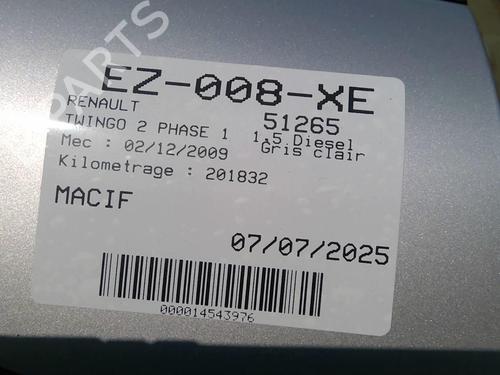 PARTS
EZ-008-XE
RENAULT 51265
TWINGO 2 PHASE 1 1.5 Diesel
Mec : 02/12/2009 Gris clair
Kilometrage : 201832
MACIF
07/07/2025
000014543976